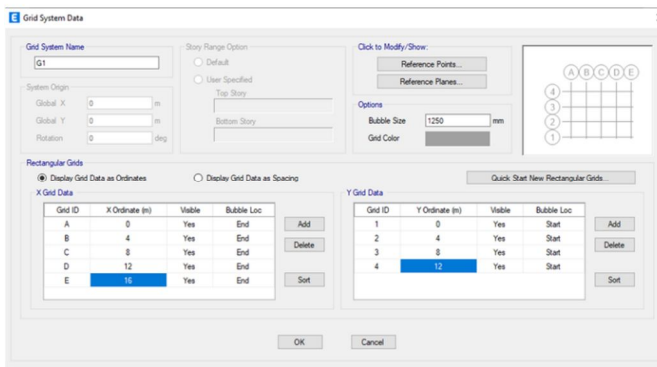 E Grid System Data
Grid System Name
G1
System Origin
Global X 0 m
Global Y 0 m
Rotation 0 deg
Story Range Option
Default
User Specified
Top Story
Bottom Story
Click to Modify/Show:
Reference Points...
Reference Planes...
Options
Bubble Size 1250 mm
Grid Color
A B C D E
4
3
2
1
Rectangular Grids
Display Grid Data as Ordinates Display Grid Data as Spacing Quick Start New Rectangular Grids...
X Grid Data
Grid ID X Ordinate (m) Visible Bubble Loc
A 0 Yes End
B 4 Yes End
C 8 Yes End
D 12 Yes End
E 16 Yes End
Add
Delete
Sort
Y Grid Data
Grid ID Y Ordinate (m) Visible Bubble Loc
1 0 Yes Start
2 4 Yes Start
3 8 Yes Start
4 12 Yes Start
Add
Delete
Sort
OK Cancel